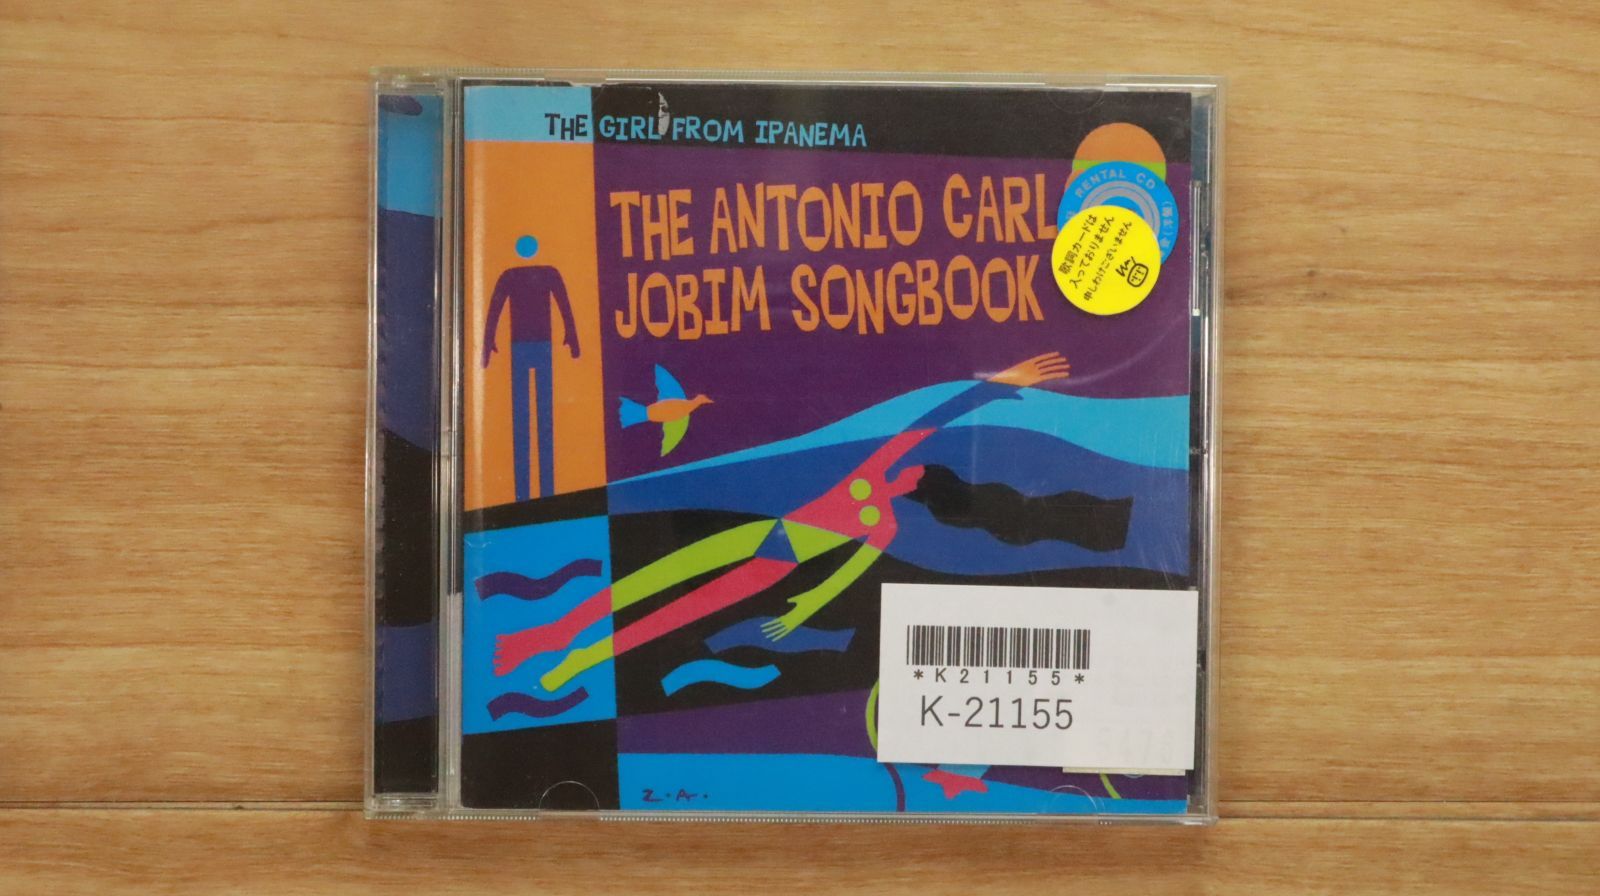 THE GIRL FROM IPANEMA
THE ANTONIO CARL
JOBIM SONGBOOK
RENTAL CD
歌詞カードは
入っておりません
申しわけございません
*K21155*
K-21155
Z.A.